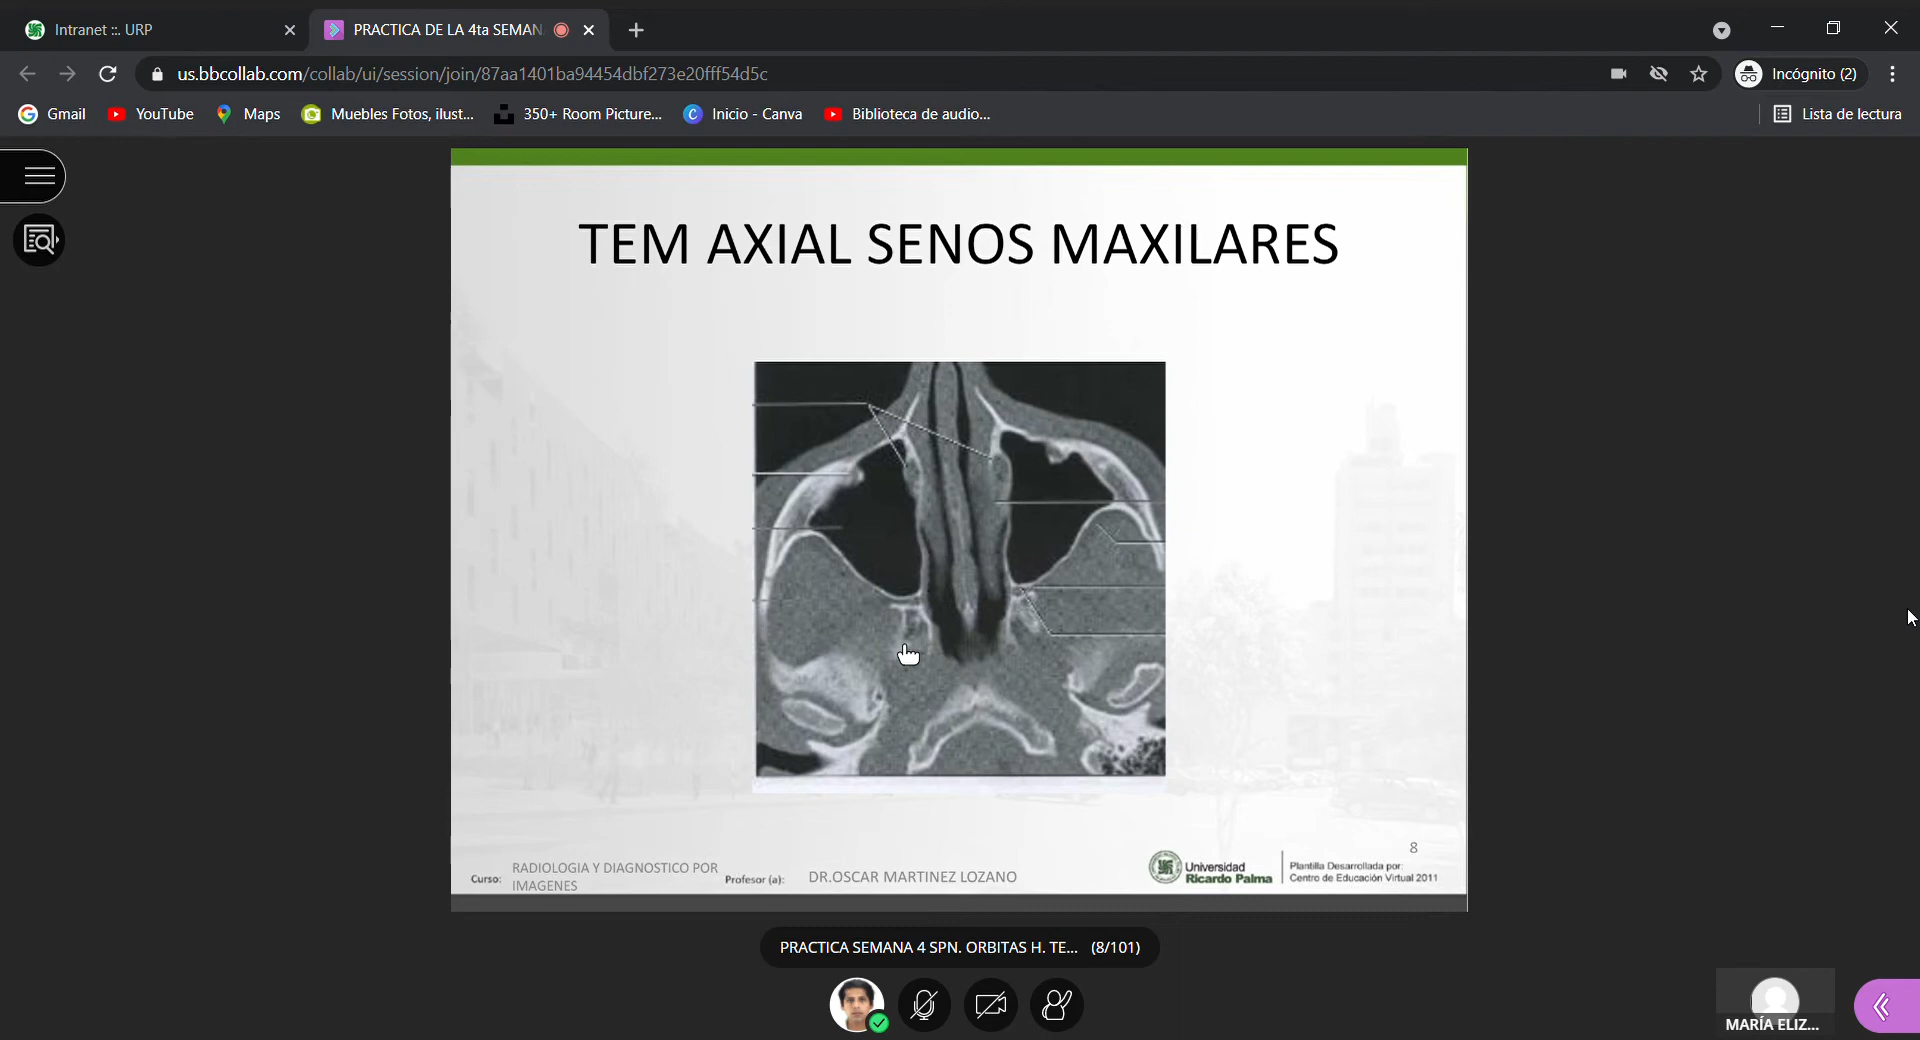 Intranet ::. URP
PRACTICA DE LA 4ta SEMAN
us.bbcollab.com/collab/ui/session/join/87aa1401ba94454dbf273e20fff54d5c
Incógnito (2)
Gmail
YouTube
Maps
Muebles Fotos, ilust...
350+ Room Picture...
Inicio - Canva
Biblioteca de audio...
Lista de lectura
TEM AXIAL SENOS MAXILARES
8
Curso:
RADIOLOGIA Y DIAGNOSTICO POR
IMAGENES
Profesor (a):
DR.OSCAR MARTINEZ LOZANO
Universidad
Ricardo Palma
Plantilla Desarrollada por:
Centro de Educación Virtual 2011
PRACTICA SEMANA 4 SPN. ORBITAS H. TE... (8/101)
MARÍA ELIZ...